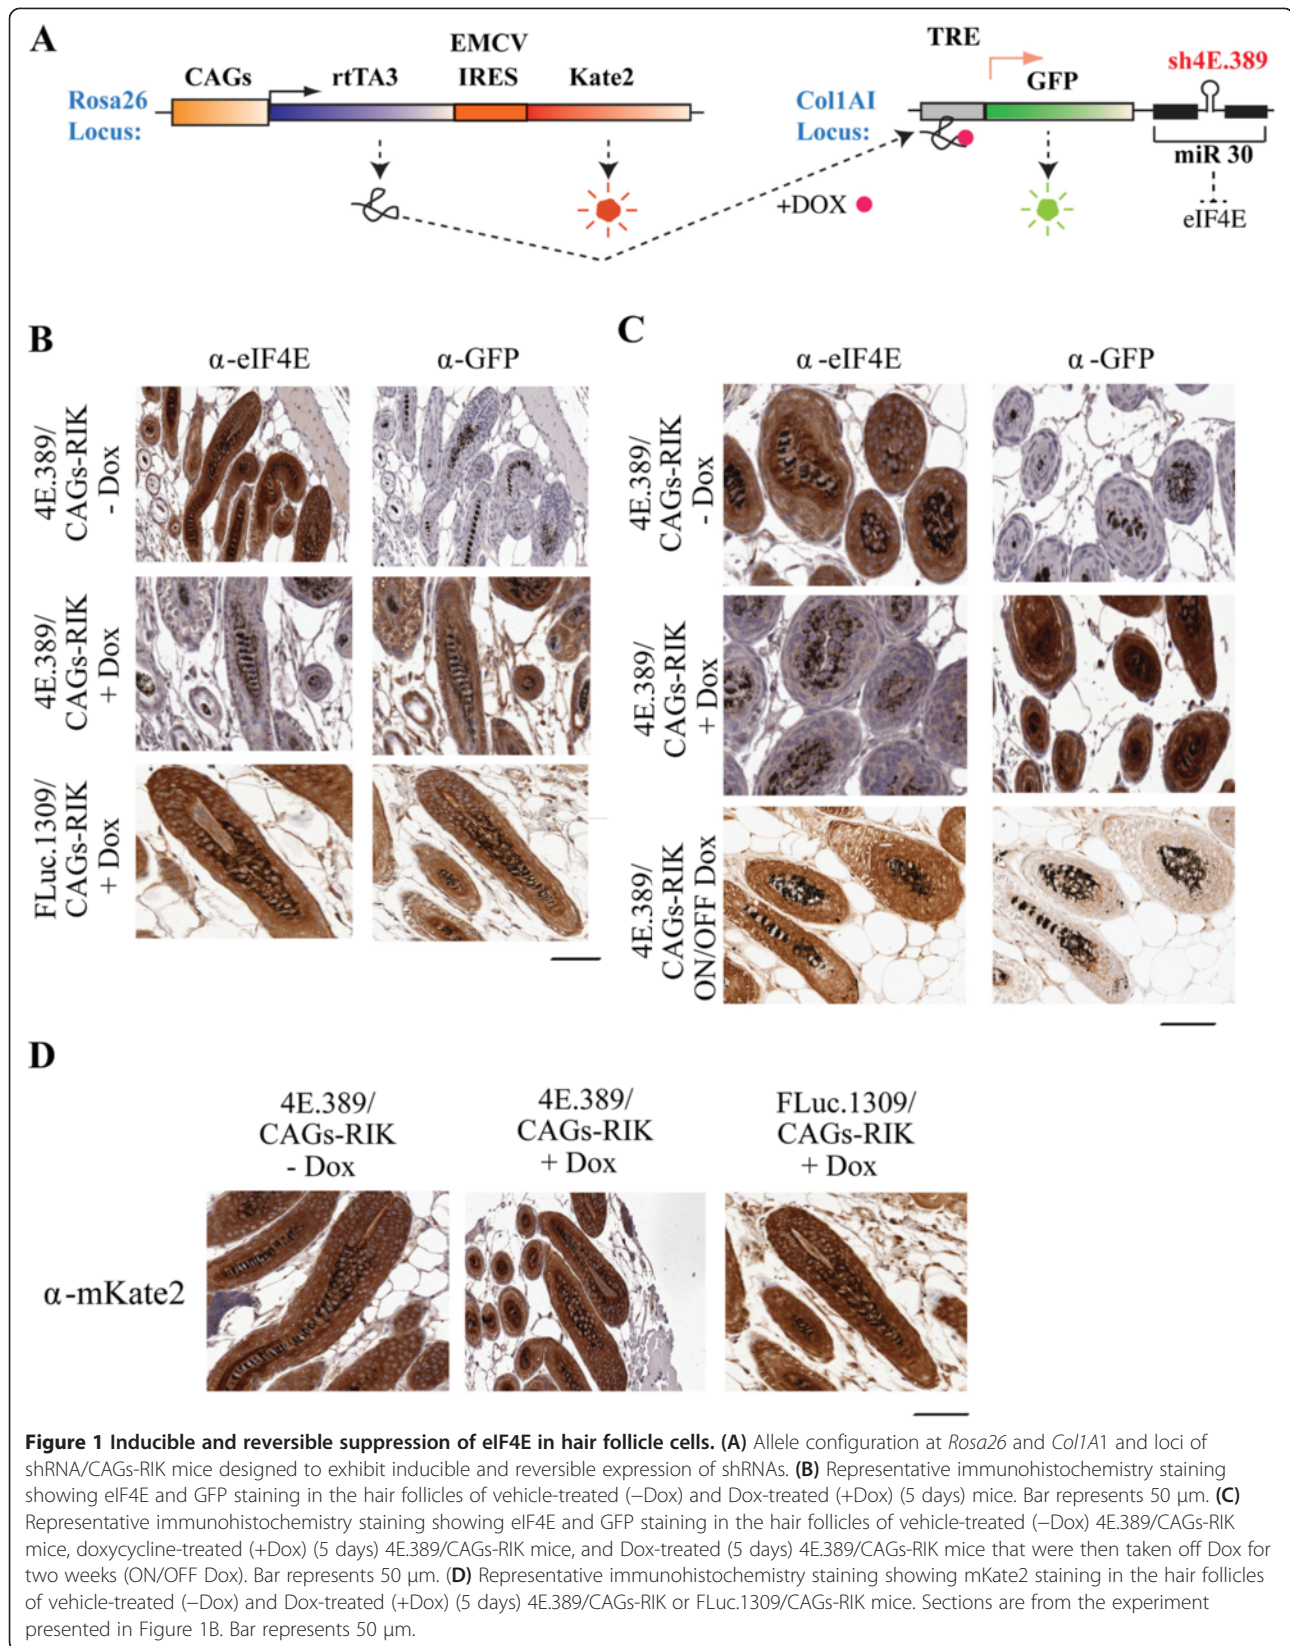 A
EMCV
CAGs rtTA3 IRES Kate2
Rosa26
Locus:
TRE
sh4E.389
GFP
Col1AI
Locus:
miR 30
+DOX
eIF4E
B
α-eIF4E α-GFP
4E.389/
CAGs-RIK
- Dox
4E.389/
CAGs-RIK
+ Dox
FLuc.1309/
CAGs-RIK
+ Dox
C
α-eIF4E α-GFP
4E.389/
CAGs-RIK
- Dox
4E.389/
CAGs-RIK
+ Dox
4E.389/
CAGs-RIK
ON/OFF Dox
D
4E.389/
CAGs-RIK
- Dox
4E.389/
CAGs-RIK
+ Dox
FLuc.1309/
CAGs-RIK
+ Dox
α-mKate2
Figure 1 Inducible and reversible suppression of eIF4E in hair follicle cells. (A) Allele configuration at Rosa26 and Col1A1 and loci of
shRNA/CAGs-RIK mice designed to exhibit inducible and reversible expression of shRNAs. (B) Representative immunohistochemistry staining
showing eIF4E and GFP staining in the hair follicles of vehicle-treated (−Dox) and Dox-treated (+Dox) (5 days) mice. Bar represents 50 μm. (C)
Representative immunohistochemistry staining showing eIF4E and GFP staining in the hair follicles of vehicle-treated (−Dox) 4E.389/CAGs-RIK
mice, doxycycline-treated (+Dox) (5 days) 4E.389/CAGs-RIK mice, and Dox-treated (5 days) 4E.389/CAGs-RIK mice that were then taken off Dox for
two weeks (ON/OFF Dox). Bar represents 50 μm. (D) Representative immunohistochemistry staining showing mKate2 staining in the hair follicles
of vehicle-treated (−Dox) and Dox-treated (+Dox) (5 days) 4E.389/CAGs-RIK or FLuc.1309/CAGs-RIK mice. Sections are from the experiment
presented in Figure 1B. Bar represents 50 μm.